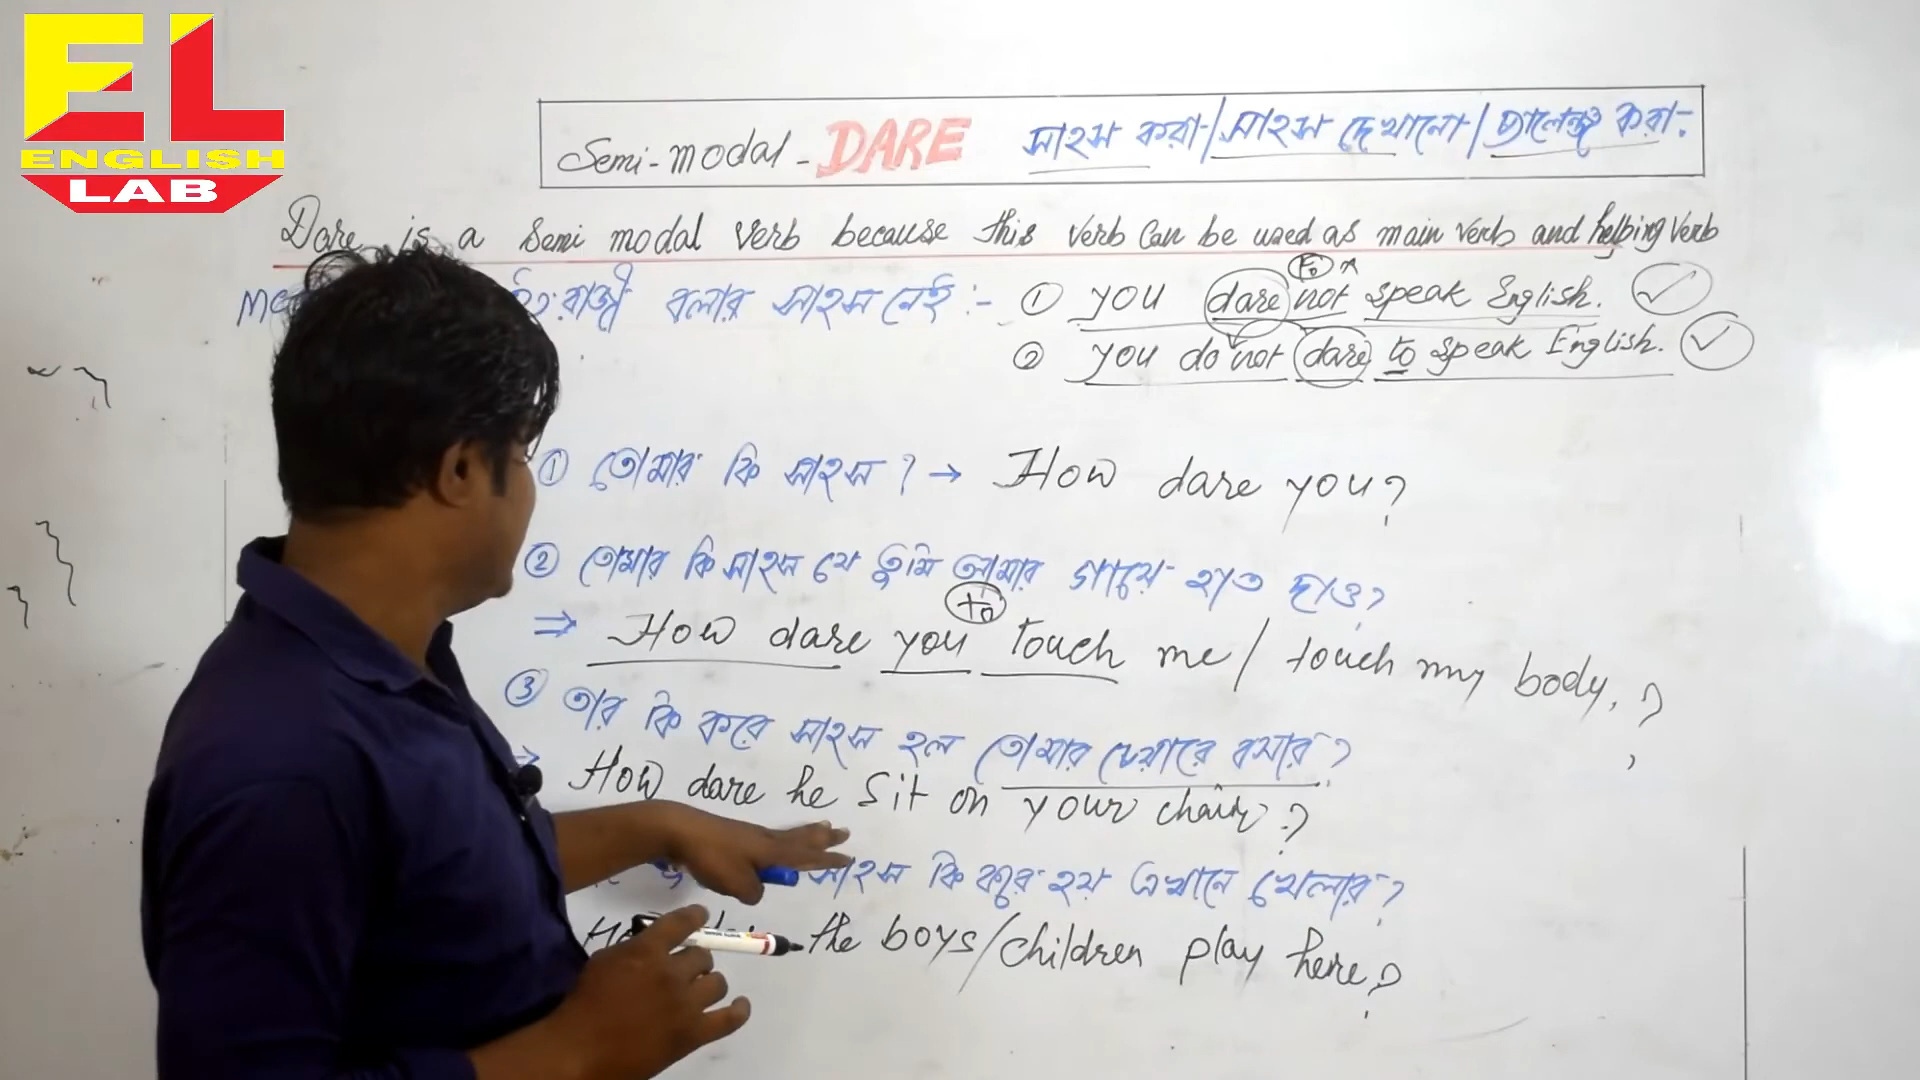 EL
ENGLISH
LAB
Semi-modal - DARE সাহস করা/সাহস দেখানো/চ্যালেঞ্জ করা:
Dare is a semi modal verb because this verb can be used as main verb and helping verb
বলার সাহস নেই :- ① you dare not speak English.
To x
② you do not dare to speak English.
① তোমার কি সাহস? → How dare you?
② তোমার কি সাহস যে তুমি আমার গায়ে হাত দাও?
to
⇒ How dare you touch me/ touch my body,?
③ তার কি করে সাহস হল তোমার চেয়ারে বসার?
How dare he sit on your chair?
সাহস কি করে হয় এখানে খেলার?
the boys/children play here?